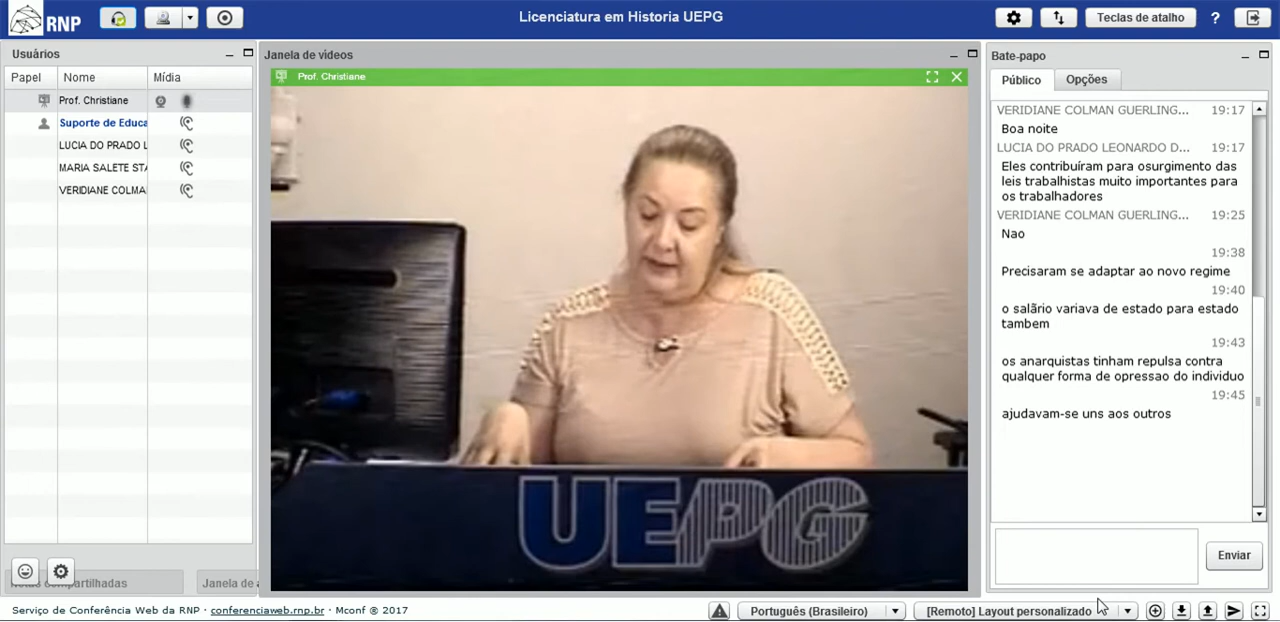 RNP
Licenciatura em Historia UEPG
Teclas de atalho
?
Usuários
Papel Nome Mídia
Prof. Christiane
Suporte de Educa
LUCIA DO PRADO L
MARIA SALETE STA
VERIDIANE COLMA
Notas compartilhadas
Janela de a
Janela de vídeos
Prof. Christiane
UEPG
Bate-papo
Público Opções
VERIDIANE COLMAN GUERLING... 19:17
Boa noite
LUCIA DO PRADO LEONARDO D... 19:17
Eles contribuíram para osurgimento das
leis trabalhistas muito importantes para
os trabalhadores
VERIDIANE COLMAN GUERLING... 19:25
Nao
19:38
Precisaram se adaptar ao novo regime
19:40
o salãrio variava de estado para estado
tambem
19:43
os anarquistas tinham repulsa contra
qualquer forma de opressao do individuo
19:45
ajudavam-se uns aos outros
Enviar
Serviço de Conferência Web da RNP · conferenciaweb.rnp.br · Mconf ® 2017
Português (Brasileiro)
[Remoto] Layout personalizado